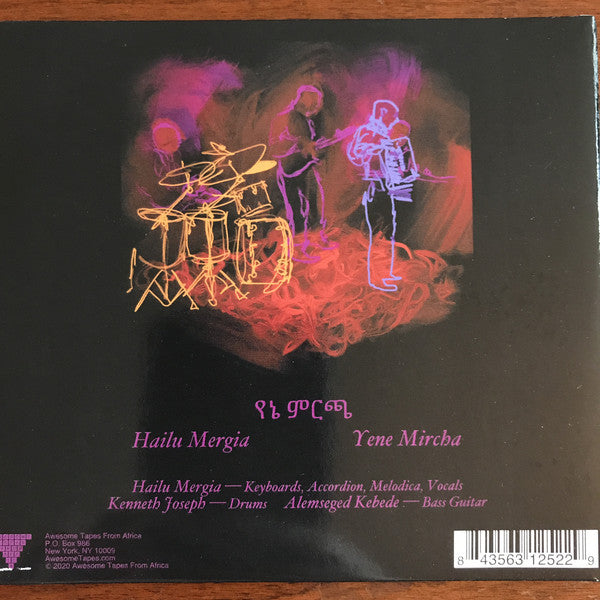 የኔ ምርጫ
Hailu Mergia Yene Mircha
Hailu Mergia — Keyboards, Accordion, Melodica, Vocals
Kenneth Joseph — Drums Alemseged Kebede — Bass Guitar
Awesome Tapes From Africa
P.O. Box 986
New York, NY 10009
AwesomeTapes.com
© 2020 Awesome Tapes From Africa
8 43563 12522 9